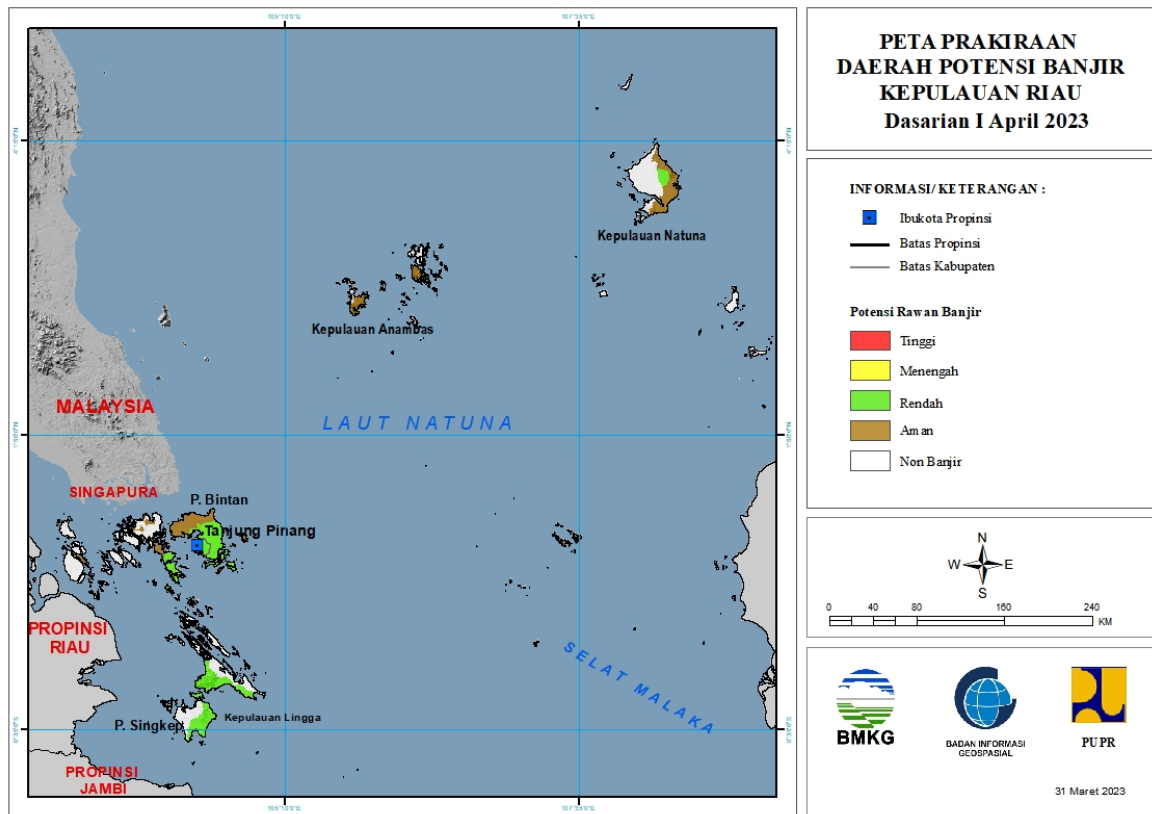 PETA PRAKIRAAN
DAERAH POTENSI BANJIR
KEPULAUAN RIAU
Dasarian I April 2023
INFORMASI/ KETERANGAN :
Ibukota Propinsi
Batas Propinsi
Batas Kabupaten
Potensi Rawan Banjir
Tinggi
Menengah
Rendah
Aman
Non Banjir
N
W E
S
0 40 80 160 240
KM
BMKG
BADAN INFORMASI
GEOSPASIAL
PUPR
31 Maret 2023
Kepulauan Natuna
Kepulauan Anambas
MALAYSIA
LAUT NATUNA
SINGAPURA
P. Bintan
Tanjung Pinang
PROPINSI
RIAU
SELAT MALAKA
P. Singkep
Kepulauan Lingga
PROPINSI
JAMBI